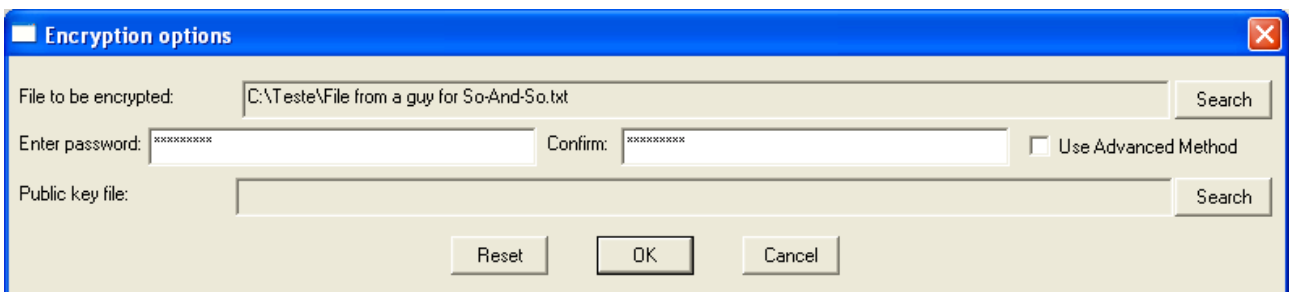 Encryption options
File to be encrypted: C:\Teste\File from a guy for So-And-So.txt Search
Enter password: ********* Confirm: ********* Use Advanced Method
Public key file: Search
Reset OK Cancel